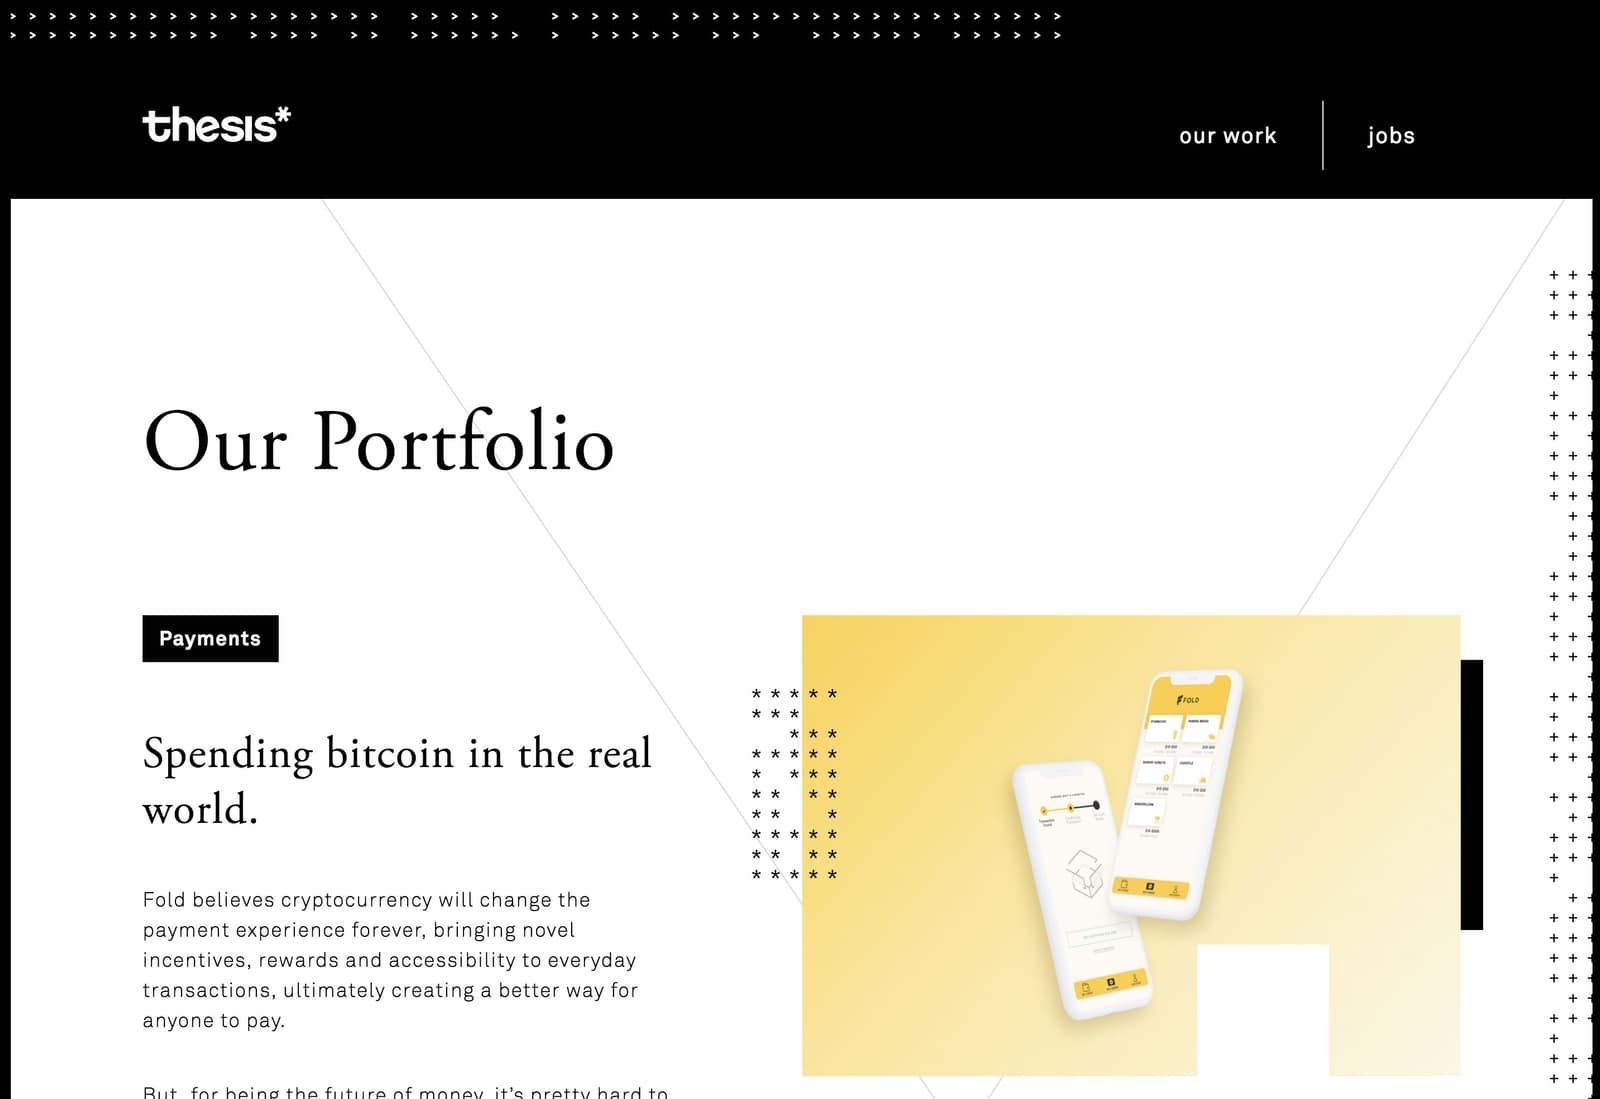 thesis*
our work
jobs
Our Portfolio
Payments
Spending bitcoin in the real
world.
Fold believes cryptocurrency will change the
payment experience forever, bringing novel
incentives, rewards and accessibility to everyday
transactions, ultimately creating a better way for
anyone to pay.
But, for being the future of money, it's pretty hard to
FOLD